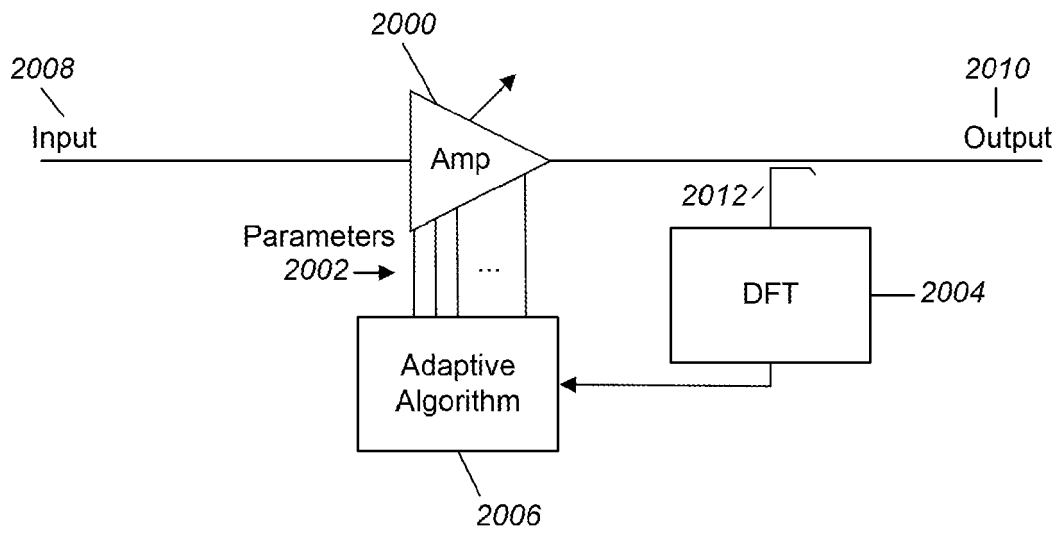 2000
2008
2010
Input
Output
Amp
2012
Parameters
2002
...
DFT
2004
Adaptive
Algorithm
2006